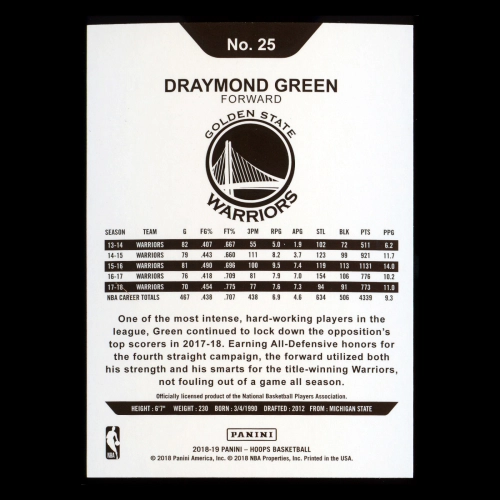 No. 25
DRAYMOND GREEN
FORWARD
GOLDEN STATE
WARRIORS
SEASON TEAM G FG% FT% 3PM RPG APG STL BLK PTS PPG
13-14 WARRIORS 82 .407 .667 55 5.0 1.9 102 72 511 6.2
14-15 WARRIORS 79 .443 .660 111 8.2 3.7 123 99 921 11.7
15-16 WARRIORS 81 .490 .696 100 9.5 7.4 119 113 1131 14.0
16-17 WARRIORS 76 .418 .709 81 7.9 7.0 154 106 776 10.2
17-18 WARRIORS 70 .454 .775 77 7.6 7.3 94 91 773 11.0
NBA CAREER TOTALS 467 .438 .707 438 6.9 4.6 634 506 4339 9.3
One of the most intense, hard-working players in the
league, Green continued to lock down the opposition's
top scorers in 2017-18. Earning All-Defensive honors for
the fourth straight campaign, the forward utilized both
his strength and his smarts for the title-winning Warriors,
not fouling out of a game all season.
Officially licensed product of the National Basketball Players Association.
HEIGHT: 6'7" WEIGHT: 230 BORN: 3/4/1990 DRAFTED: 2012 FROM: MICHIGAN STATE
PANINI
NBA
2018-19 PANINI – HOOPS BASKETBALL
© 2018 Panini America, Inc. © 2018 NBA Properties, Inc. Printed in the USA.